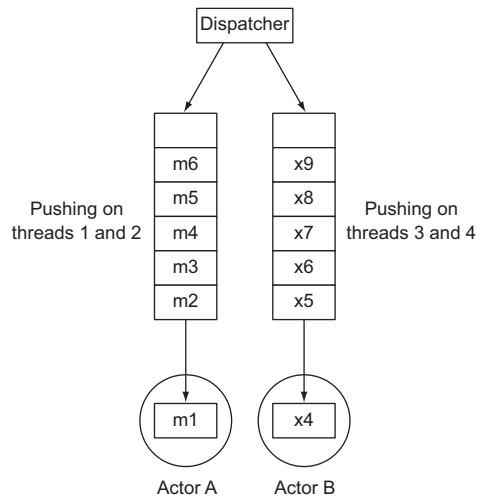 Dispatcher
m6
x9
m5
x8
Pushing on
threads 1 and 2
m4
x7
Pushing on
threads 3 and 4
m3
x6
m2
x5
m1
x4
Actor A
Actor B